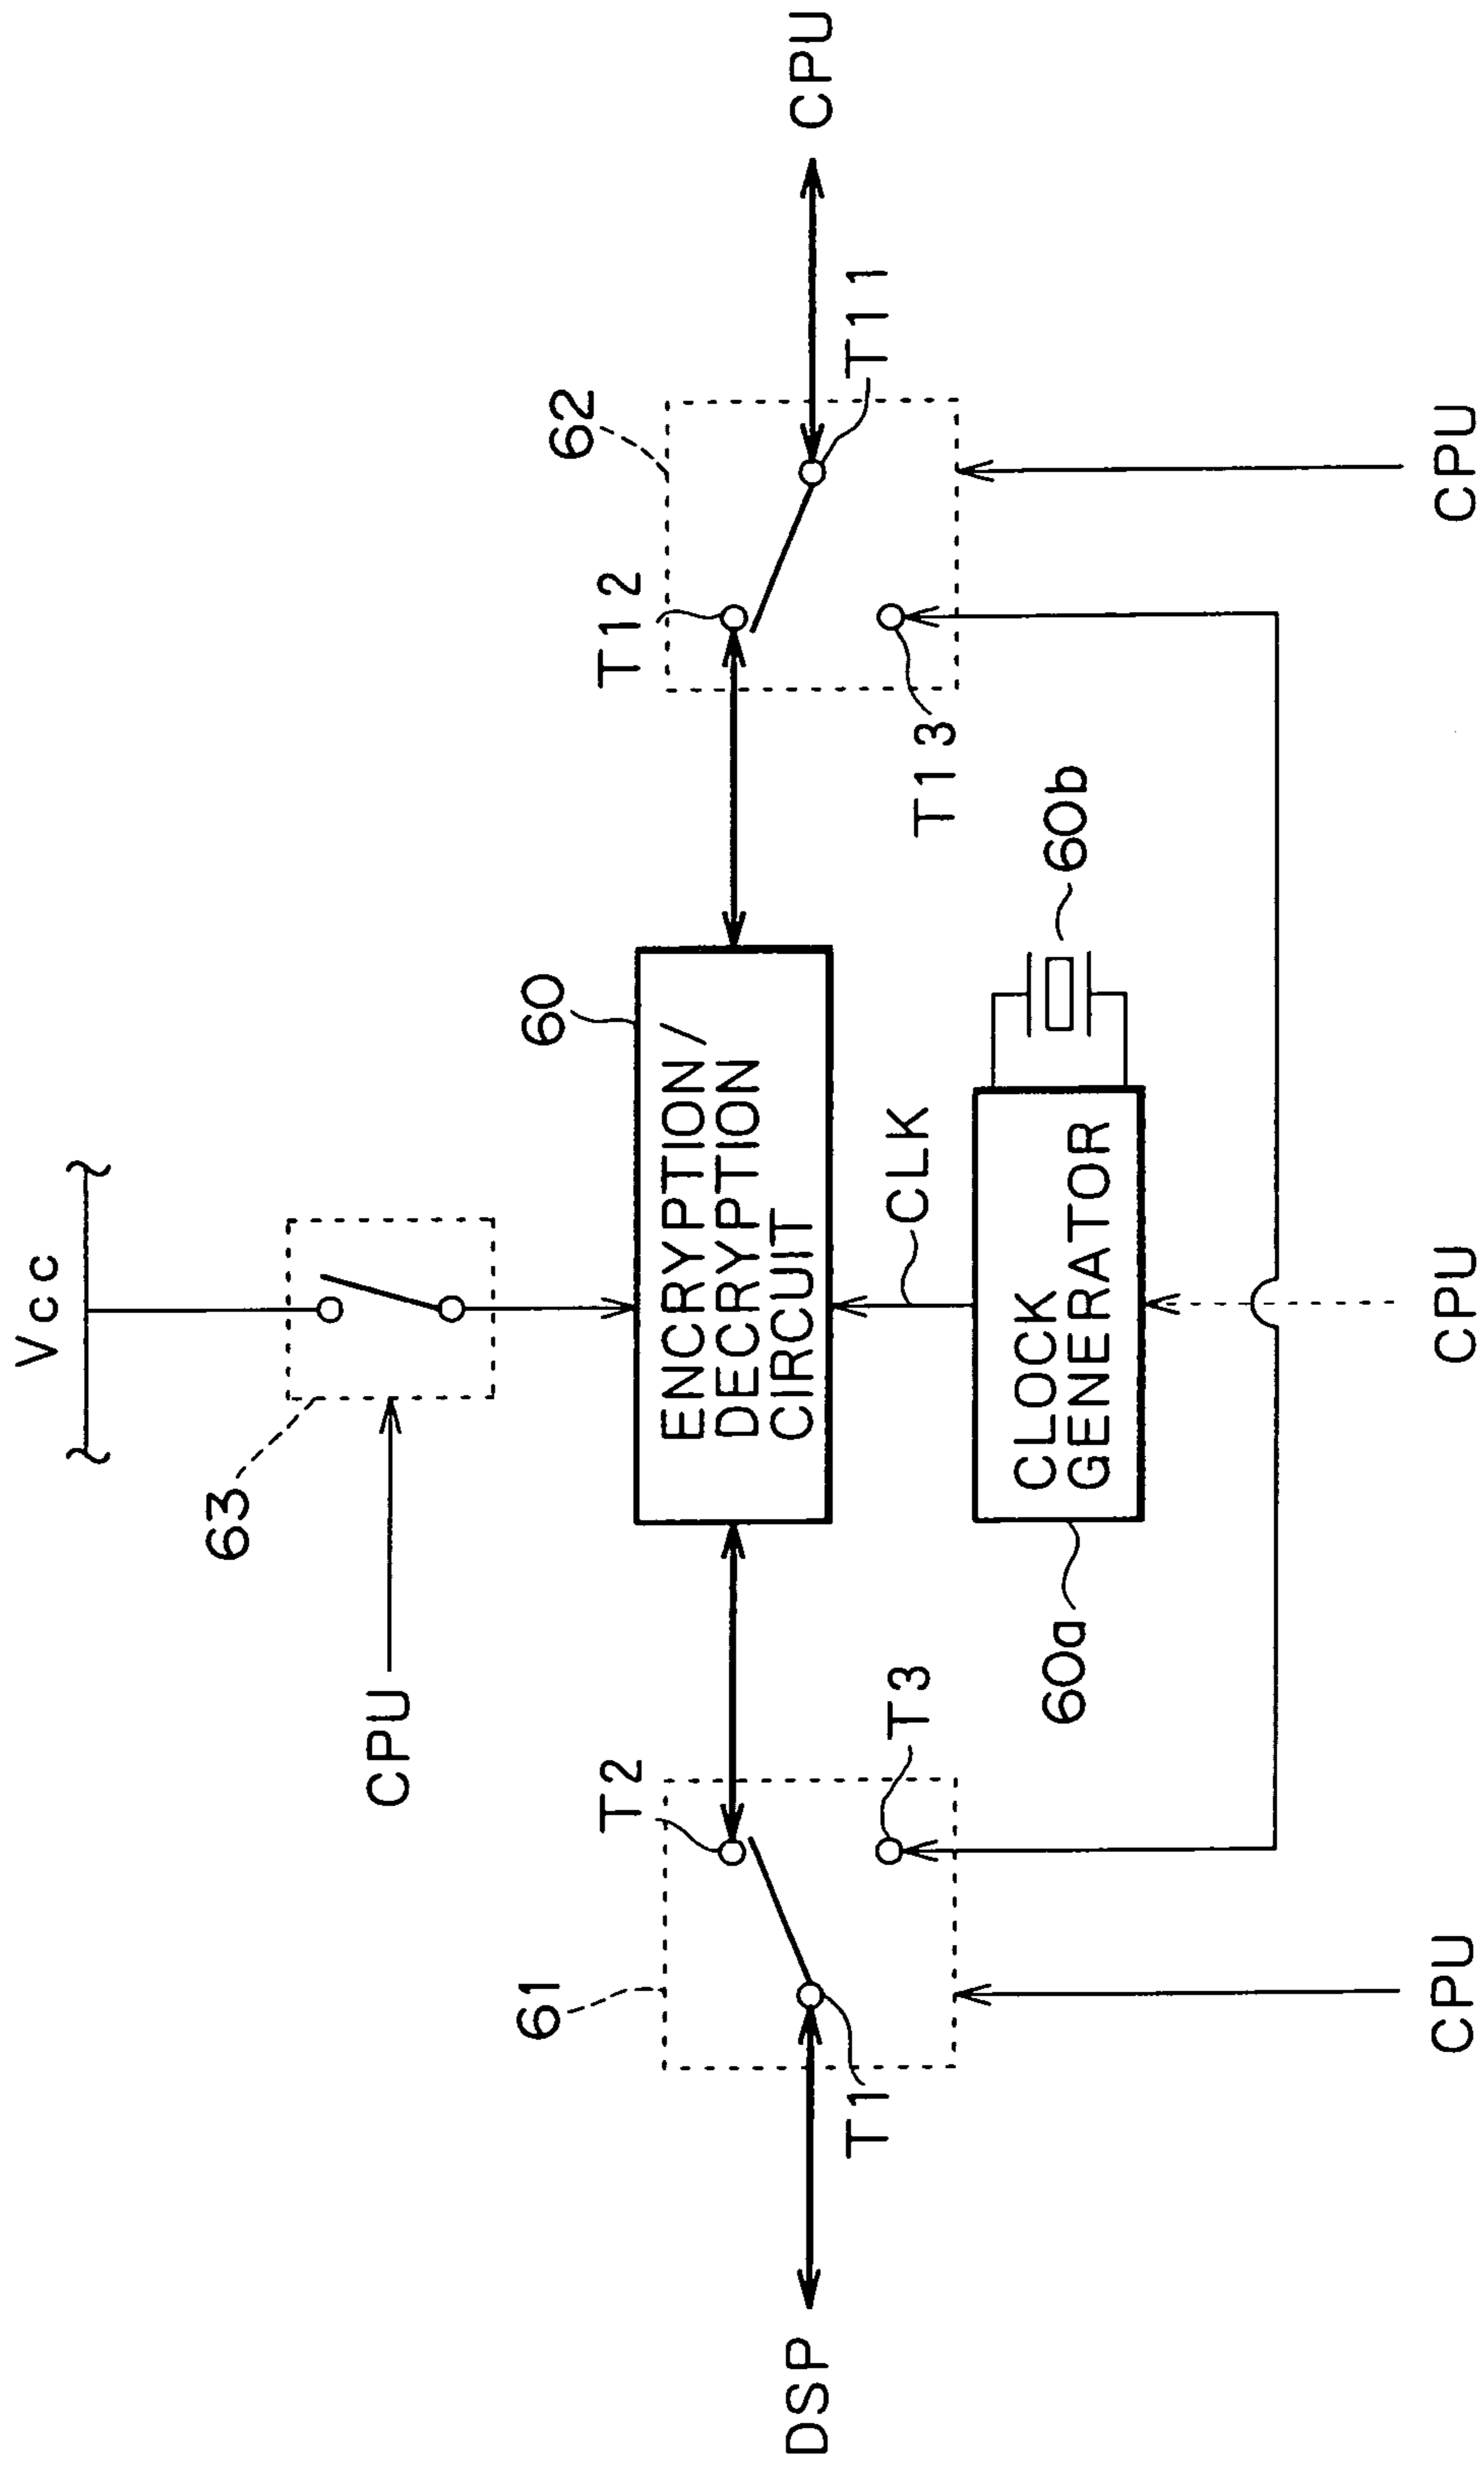 Vcc
63
CPU
60
62
61
T2
T12
ENCRYPTION/
DECRYPTION
CIRCUIT
DSP
CPU
T1
T3
CLK
T13
T11
60a
CLOCK
GENERATOR
60b
CPU
CPU
CPU